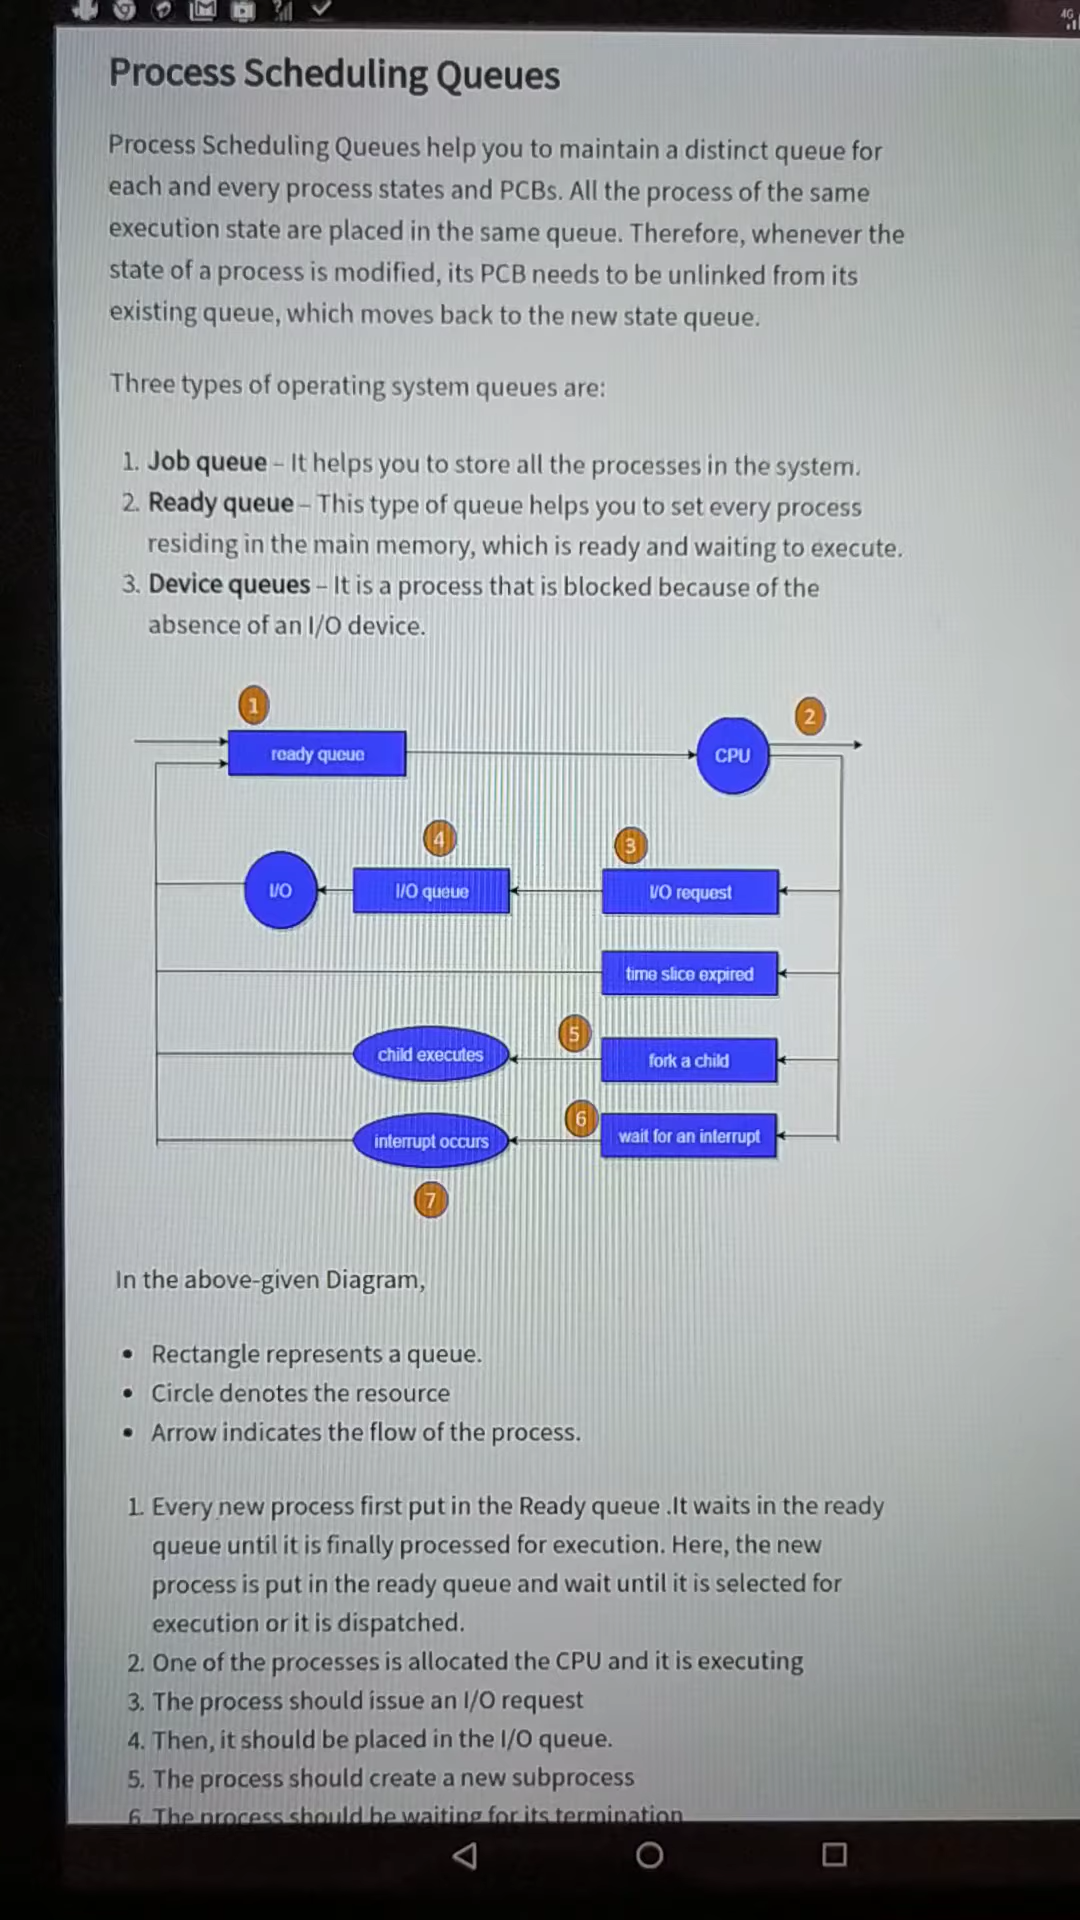 4G
Process Scheduling Queues
Process Scheduling Queues help you to maintain a distinct queue for
each and every process states and PCBs. All the process of the same
execution state are placed in the same queue. Therefore, whenever the
state of a process is modified, its PCB needs to be unlinked from its
existing queue, which moves back to the new state queue.
Three types of operating system queues are:
1. Job queue – It helps you to store all the processes in the system.
2. Ready queue – This type of queue helps you to set every process
residing in the main memory, which is ready and waiting to execute.
3. Device queues – It is a process that is blocked because of the
absence of an I/O device.
1
2
ready queue
CPU
4
3
I/O
I/O queue
I/O request
time slice expired
5
child executes
fork a child
6
interrupt occurs
wait for an interrupt
7
In the above-given Diagram,
• Rectangle represents a queue.
• Circle denotes the resource
• Arrow indicates the flow of the process.
1. Every new process first put in the Ready queue .It waits in the ready
queue until it is finally processed for execution. Here, the new
process is put in the ready queue and wait until it is selected for
execution or it is dispatched.
2. One of the processes is allocated the CPU and it is executing
3. The process should issue an I/O request
4. Then, it should be placed in the I/O queue.
5. The process should create a new subprocess
6. The process should be waiting for its termination